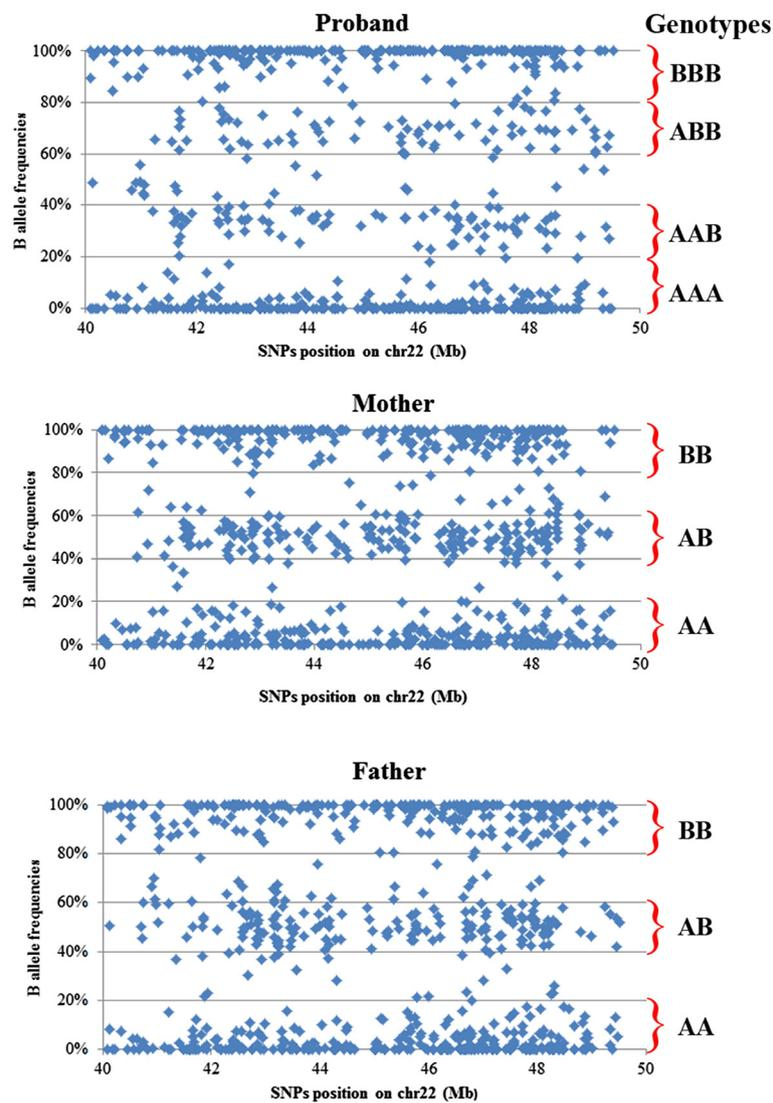 Proband
Genotypes
B allele frequencies
100%
80%
60%
40%
20%
0%
BBB
ABB
AAB
AAA
40 42 44 46 48 50
SNPs position on chr22 (Mb)
Mother
B allele frequencies
100%
80%
60%
40%
20%
0%
BB
AB
AA
40 42 44 46 48 50
SNPs position on chr22 (Mb)
Father
B allele frequencies
100%
80%
60%
40%
20%
0%
BB
AB
AA
40 42 44 46 48 50
SNPs position on chr22 (Mb)